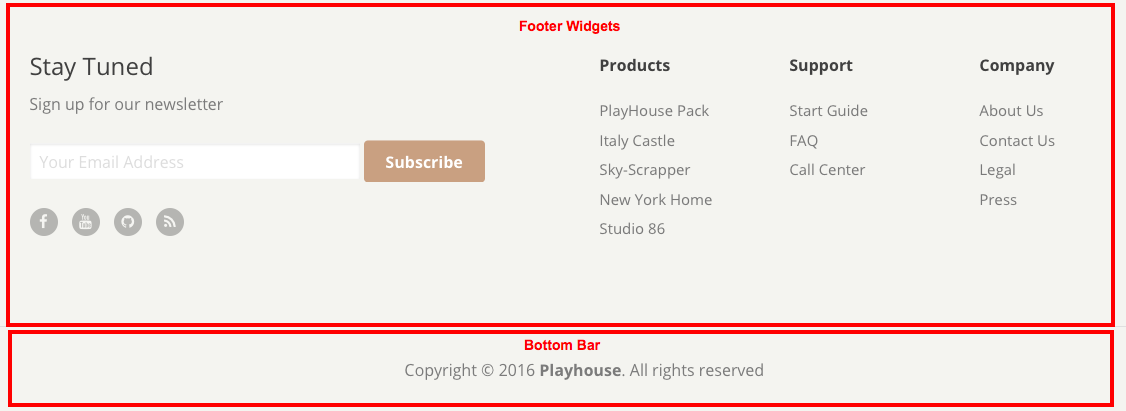 Footer Widgets
Stay Tuned
Sign up for our newsletter
Your Email Address
Subscribe
Products
PlayHouse Pack
Italy Castle
Sky-Scrapper
New York Home
Studio 86
Support
Start Guide
FAQ
Call Center
Company
About Us
Contact Us
Legal
Press
Bottom Bar
Copyright © 2016 Playhouse. All rights reserved